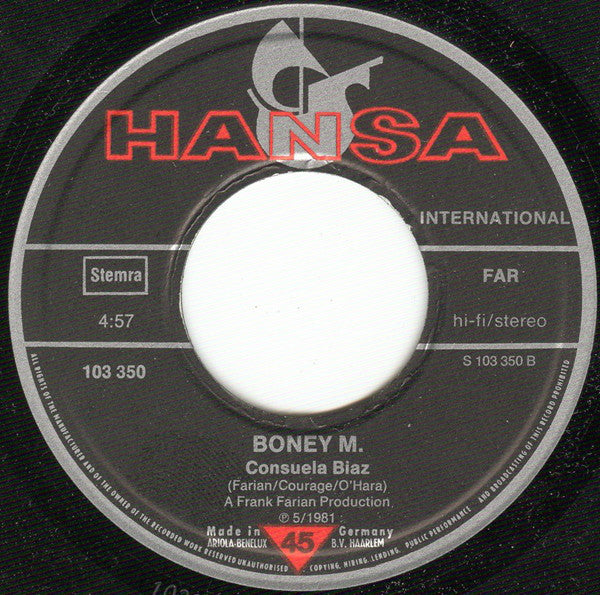 HANSA
INTERNATIONAL
Stemra
FAR
4:57
hi-fi/stereo
103 350
S 103 350 B
BONEY M.
Consuela Biaz
(Farian/Courage/O'Hara)
A Frank Farian Production
℗ 5/1981
Made in Germany
ARIOLA-BENELUX B.V. HAARLEM
45
ALL RIGHTS OF THE MANUFACTURER AND OF THE OWNER OF THE RECORDED WORK RESERVED UNAUTHORISED COPYING, HIRING, LENDING, PUBLIC PERFORMANCE AND BROADCASTING OF THIS RECORD PROHIBITED